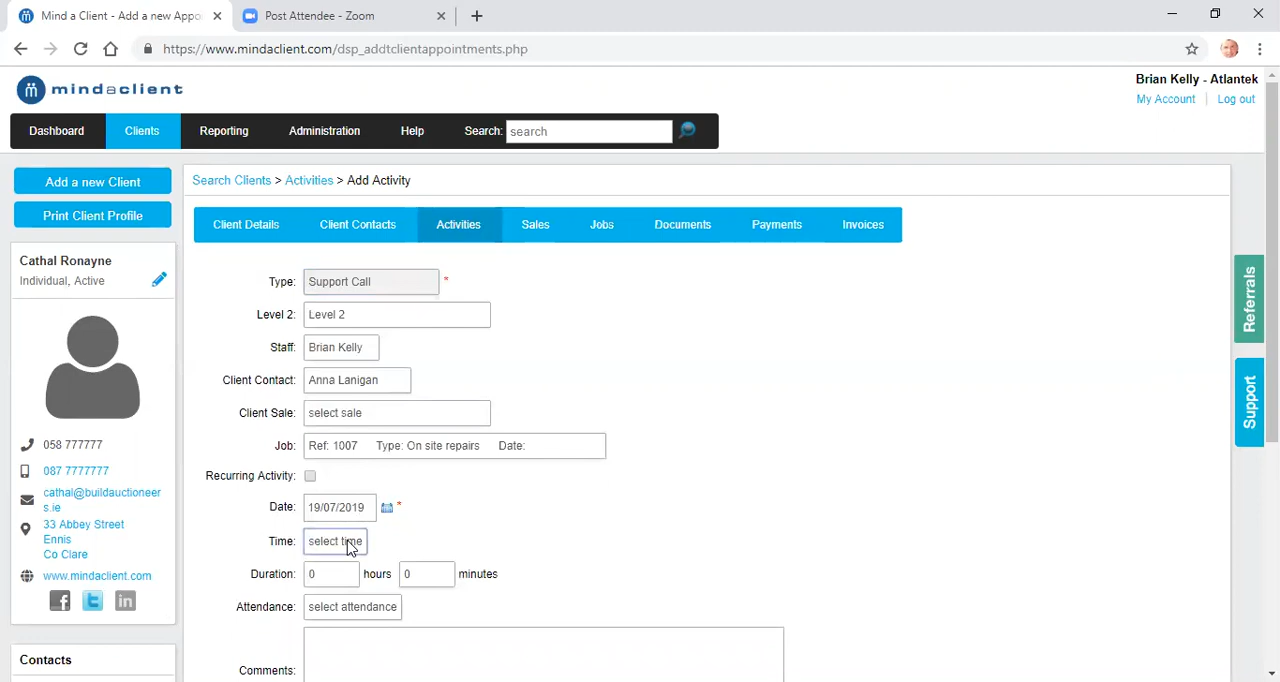 Mind a Client - Add a new Appo
Post Attendee - Zoom
https://www.mindaclient.com/dsp_addtclientappointments.php
mindaclient
Brian Kelly - Atlantek
My Account | Log out
Dashboard Clients Reporting Administration Help Search: search
Add a new Client
Print Client Profile
Cathal Ronayne
Individual, Active
058 777777
087 7777777
cathal@buildauctioneer
s.ie
33 Abbey Street
Ennis
Co Clare
www.mindaclient.com
Contacts
Search Clients > Activities > Add Activity
Client Details Client Contacts Activities Sales Jobs Documents Payments Invoices
Type: Support Call *
Level 2: Level 2
Staff: Brian Kelly
Client Contact: Anna Lanigan
Client Sale: select sale
Job: Ref: 1007 Type: On site repairs Date:
Recurring Activity:
Date: 19/07/2019 *
Time: select time
Duration: 0 hours 0 minutes
Attendance: select attendance
Comments:
Referrals
Support